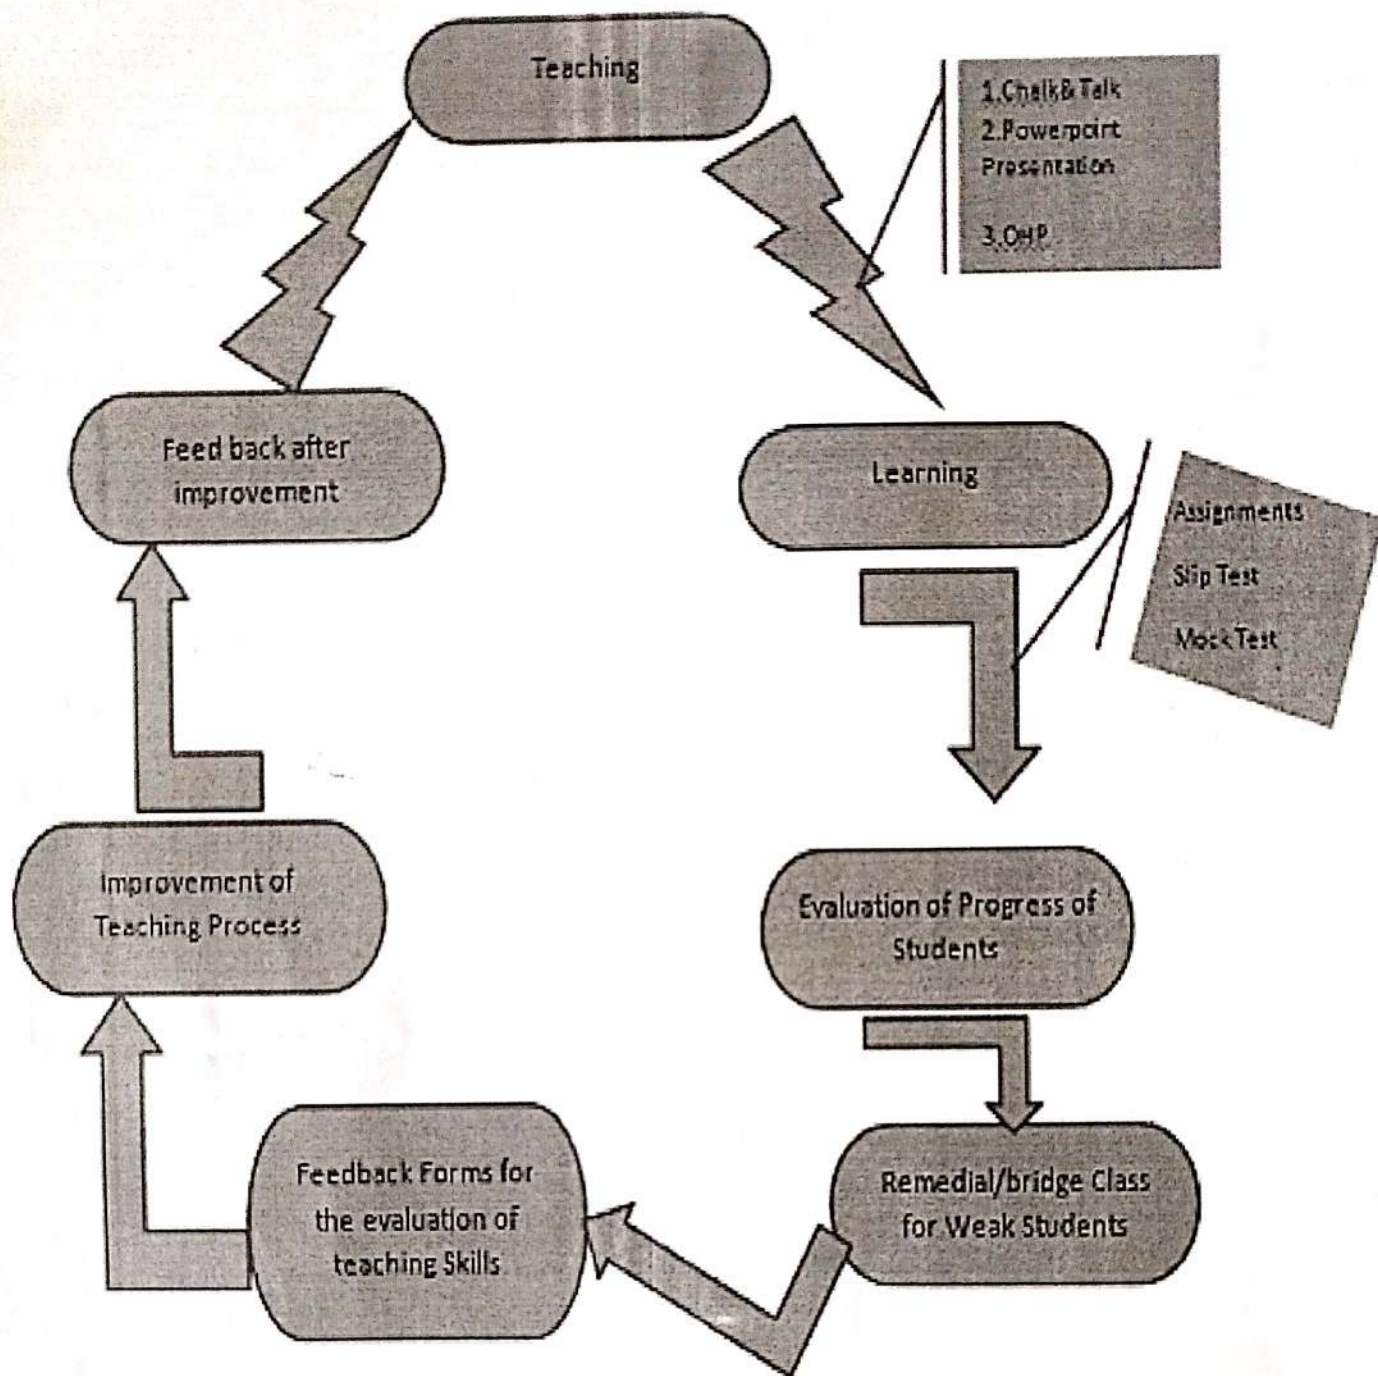 Teaching
1.Chalk&Talk
2.Powerpoint
Presentation
3.OHP
Feed back after
improvement
Learning
Assignments
Slip Test
Mock Test
Improvement of
Teaching Process
Evaluation of Progress of
Students
Feedback Forms for
the evaluation of
teaching Skills
Remedial/bridge Class
for Weak Students